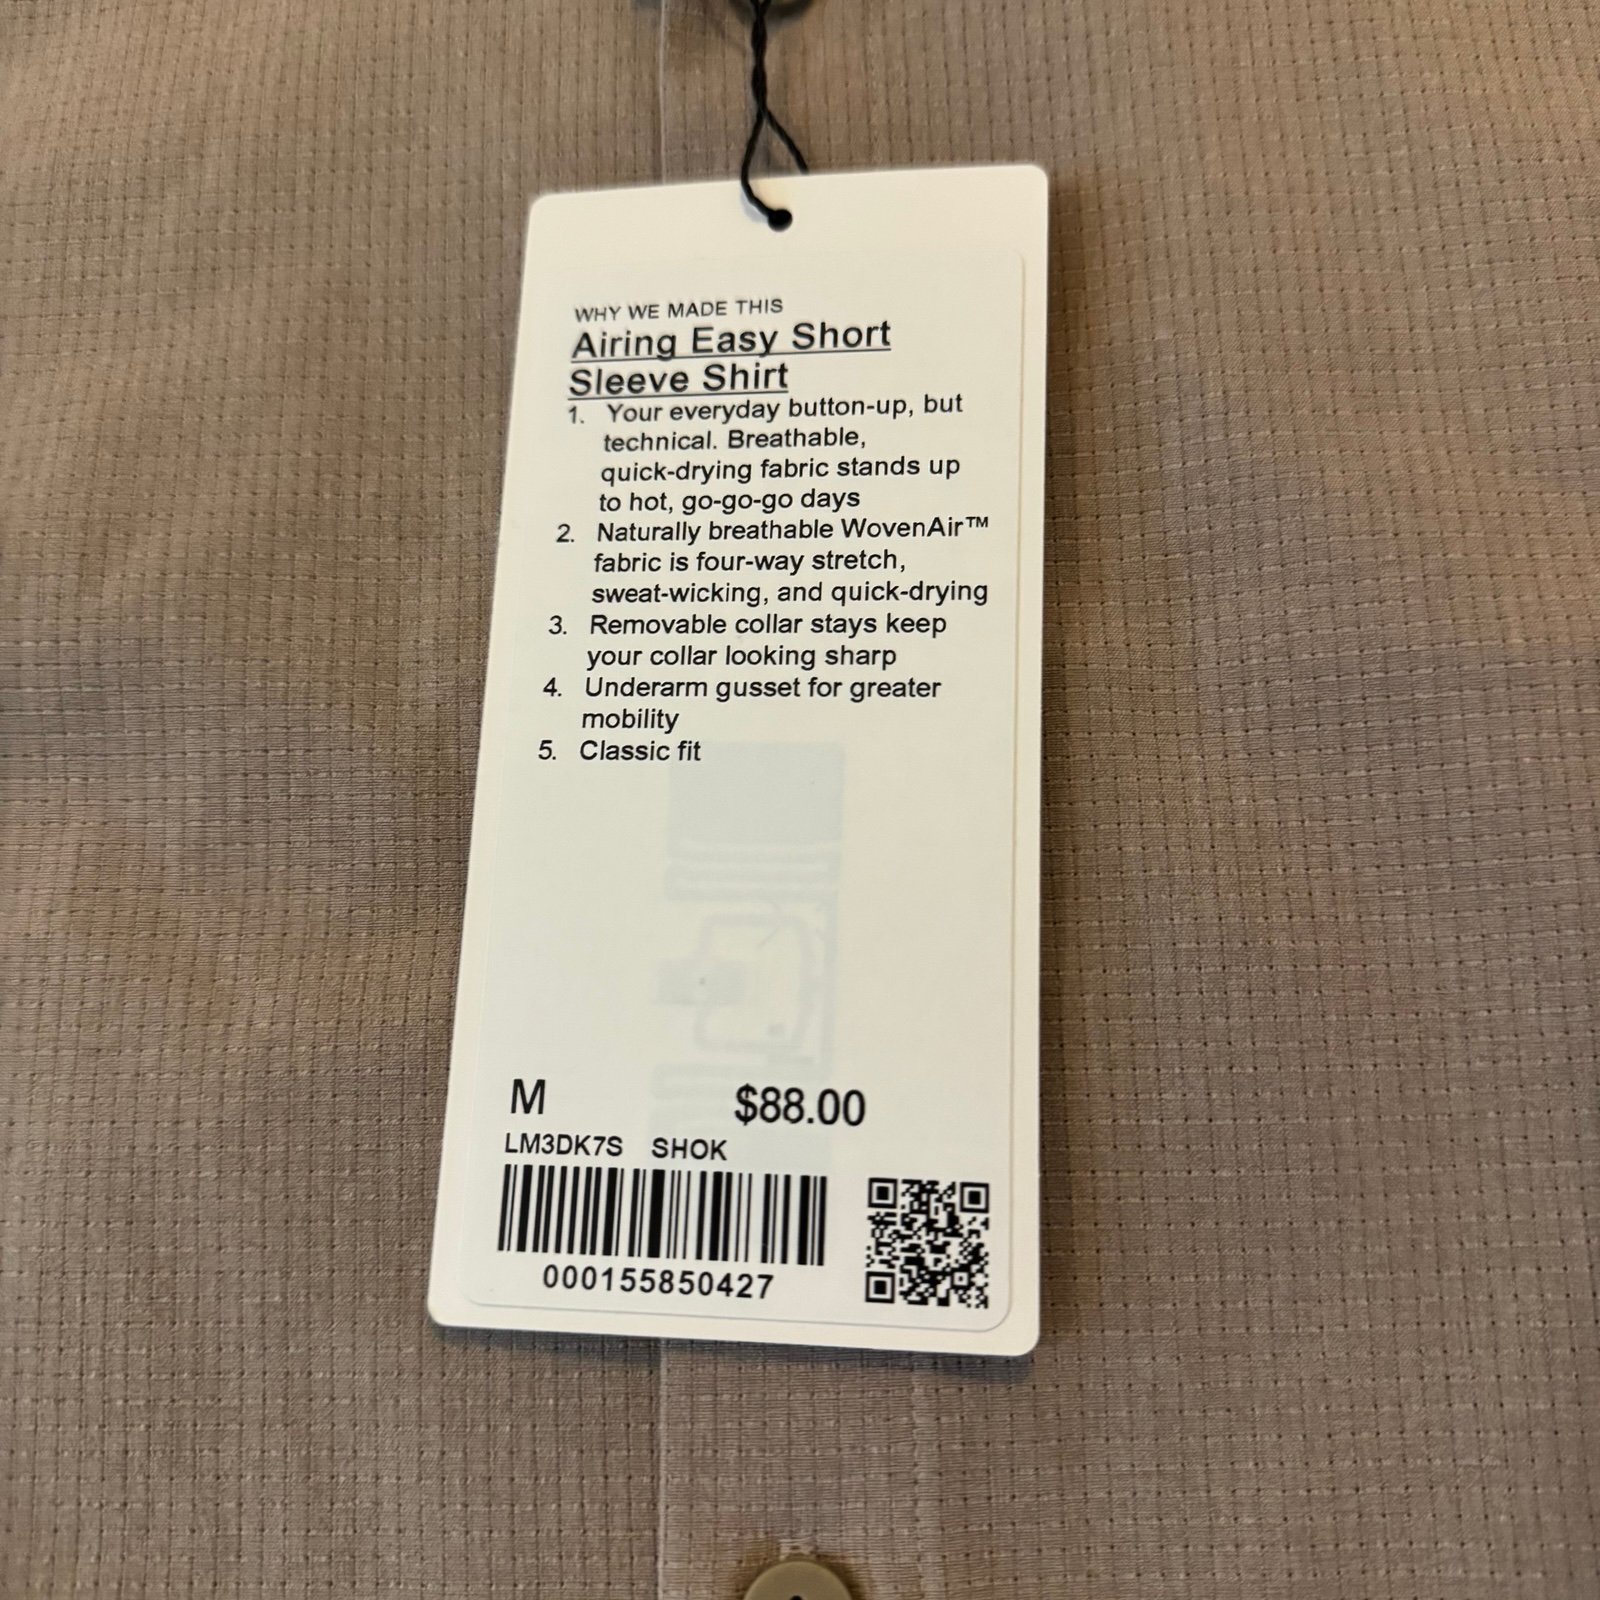 WHY WE MADE THIS
Airing Easy Short
Sleeve Shirt
1. Your everyday button-up, but
technical. Breathable,
quick-drying fabric stands up
to hot, go-go-go days
2. Naturally breathable WovenAir™
fabric is four-way stretch,
sweat-wicking, and quick-drying
3. Removable collar stays keep
your collar looking sharp
4. Underarm gusset for greater
mobility
5. Classic fit
M $88.00
LM3DK7S SHOK
000155850427